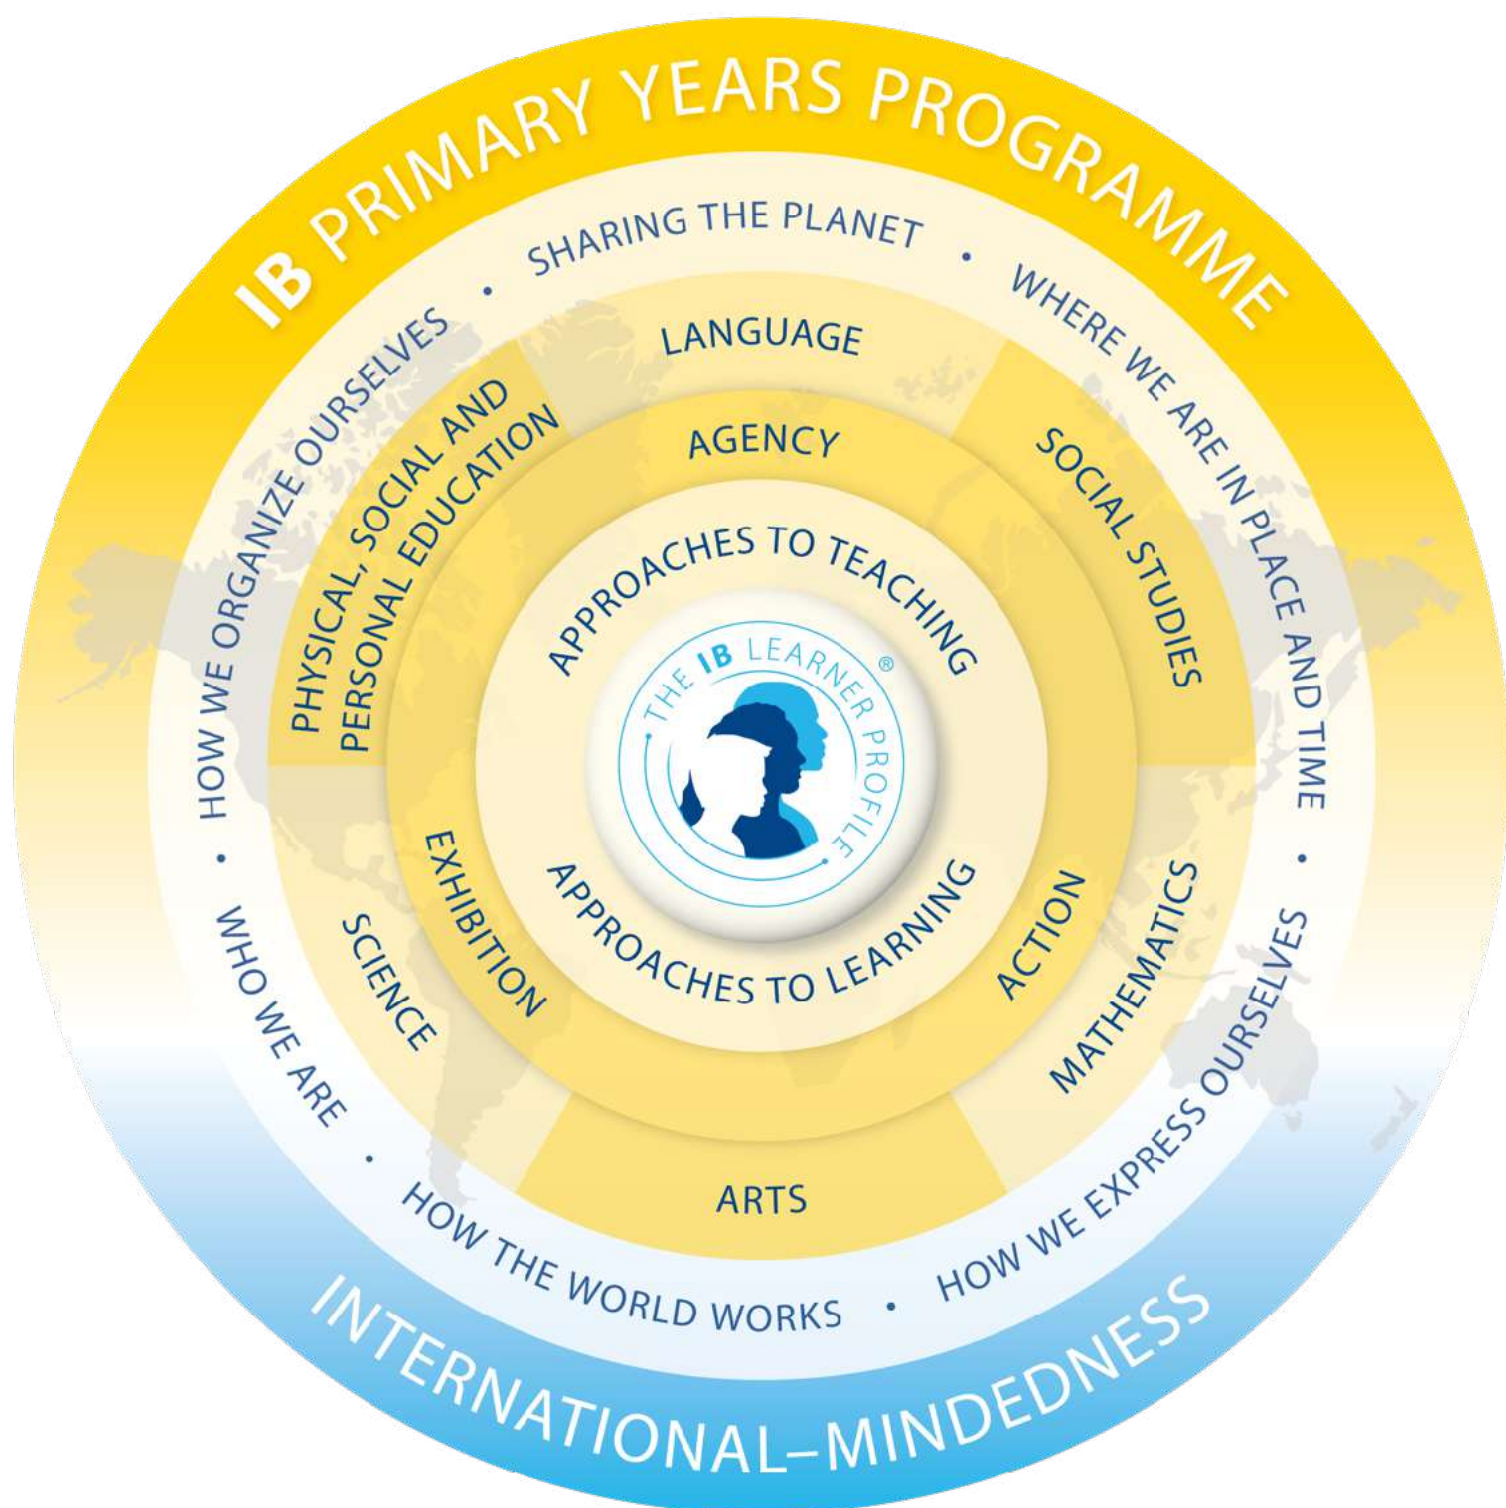 IB PRIMARY YEARS PROGRAMME
SHARING THE PLANET
•
WHERE WE ARE IN PLACE AND TIME
•
HOW WE EXPRESS OURSELVES
•
HOW THE WORLD WORKS
•
WHO WE ARE
•
HOW WE ORGANIZE OURSELVES
•
LANGUAGE
SOCIAL STUDIES
MATHEMATICS
ARTS
SCIENCE
PHYSICAL, SOCIAL AND
PERSONAL EDUCATION
AGENCY
ACTION
EXHIBITION
APPROACHES TO TEACHING
APPROACHES TO LEARNING
THE IB LEARNER PROFILE®
INTERNATIONAL–MINDEDNESS